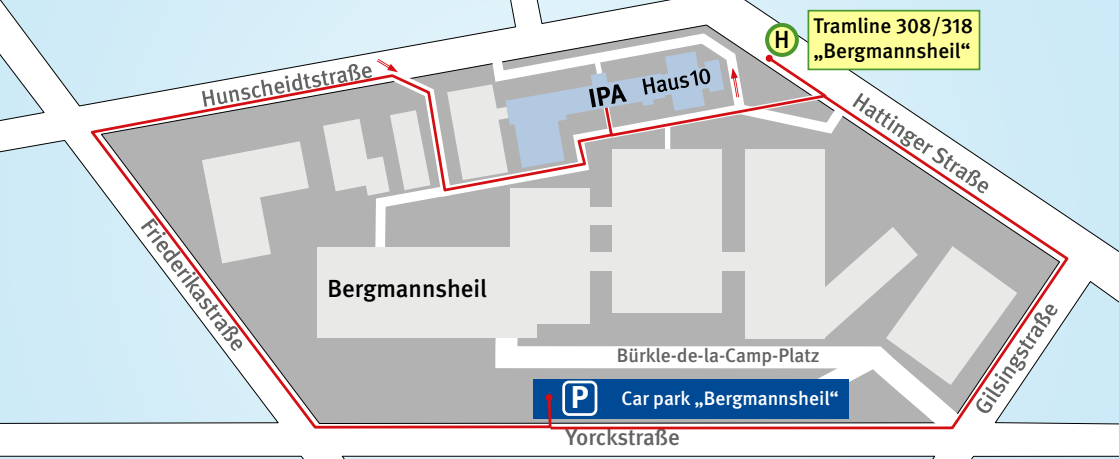 H
Tramline 308/318
„Bergmannsheil“
Hunscheidtstraße
IPA
Haus10
Hattinger Straße
Friederikastraße
Bergmannsheil
Bürkle-de-la-Camp-Platz
Gilsingstraße
P
Car park „Bergmannsheil“
Yorckstraße